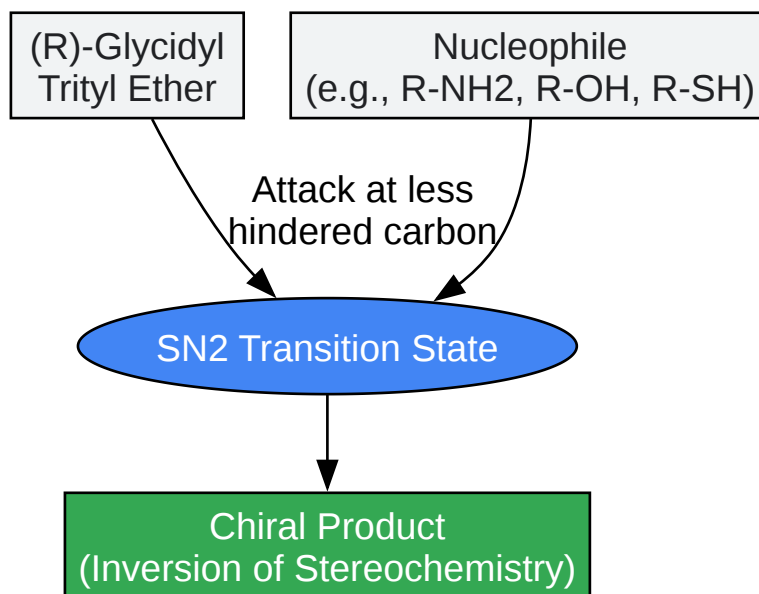 (R)-Glycidyl
Trityl Ether
Nucleophile
(e.g., R-NH2, R-OH, R-SH)
Attack at less
hindered carbon
SN2 Transition State
Chiral Product
(Inversion of Stereochemistry)